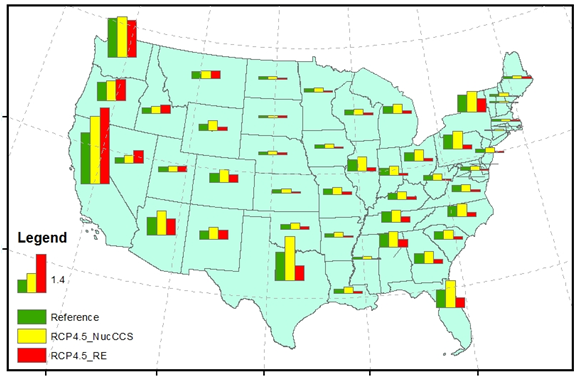 Legend
1.4
Reference
RCP4.5_NucCCS
RCP4.5_RE